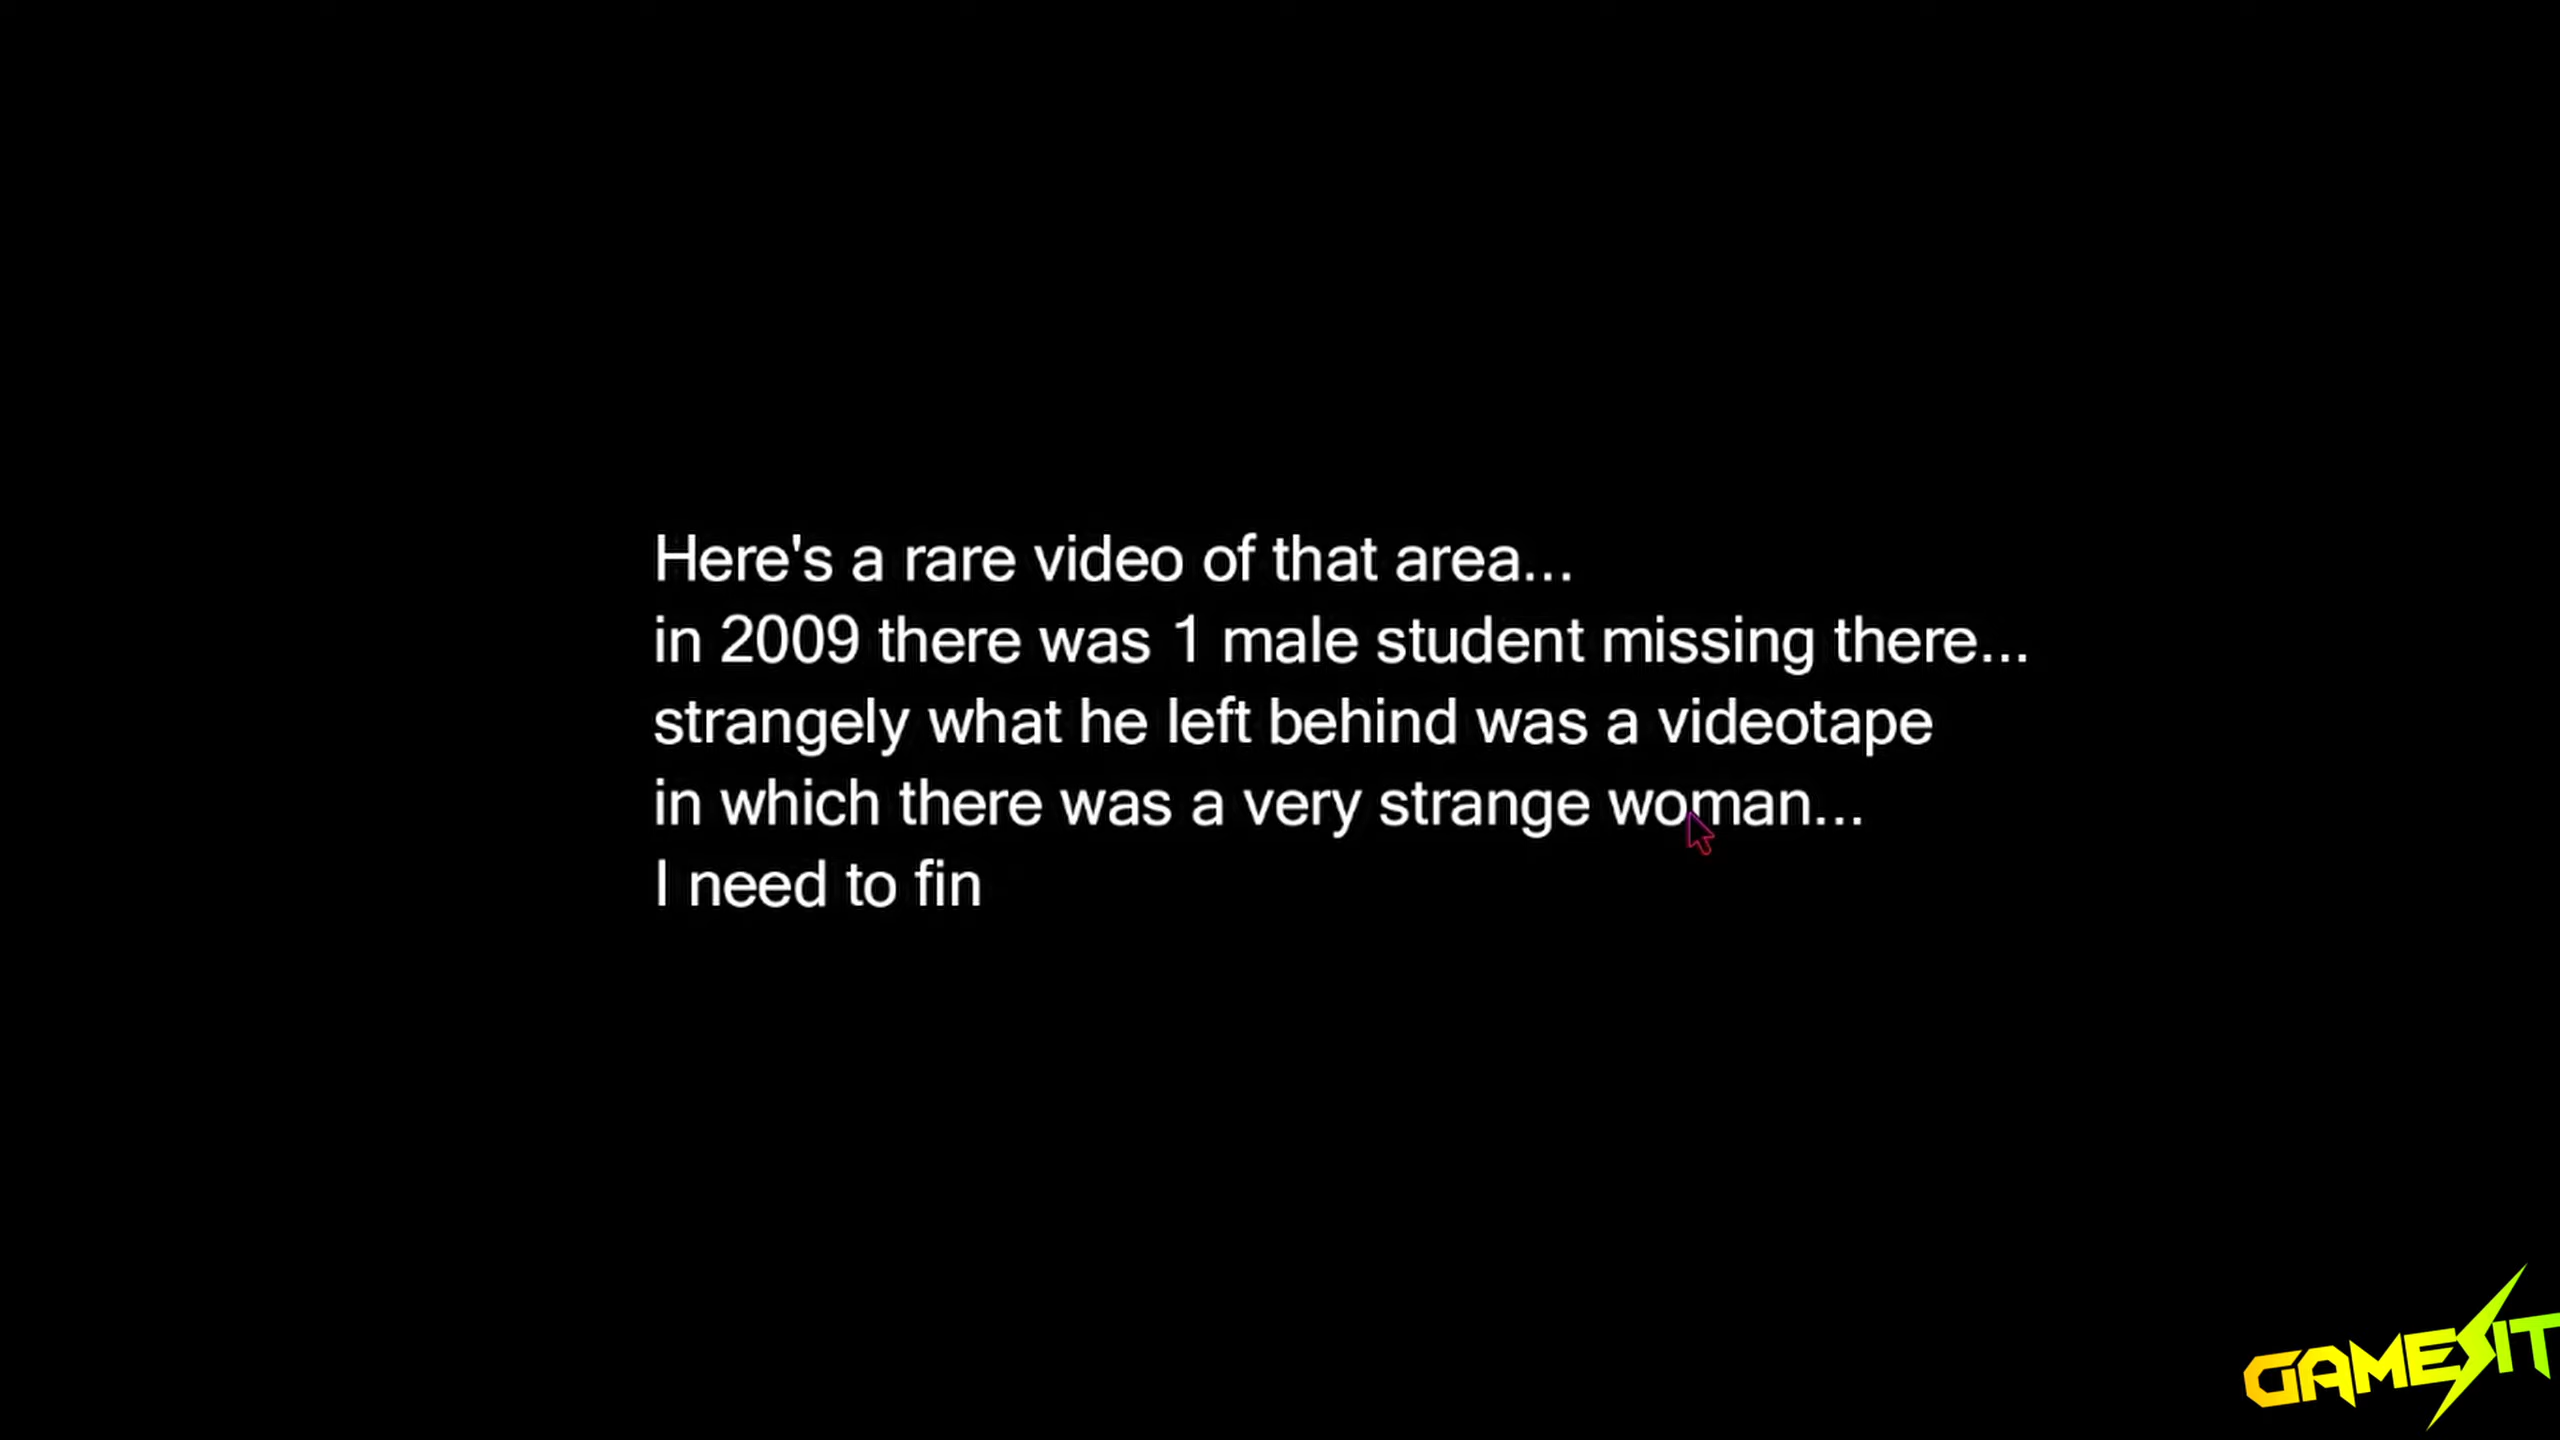 Here's a rare video of that area...
in 2009 there was 1 male student missing there...
strangely what he left behind was a videotape
in which there was a very strange woman...
I need to fin
GAMESIT